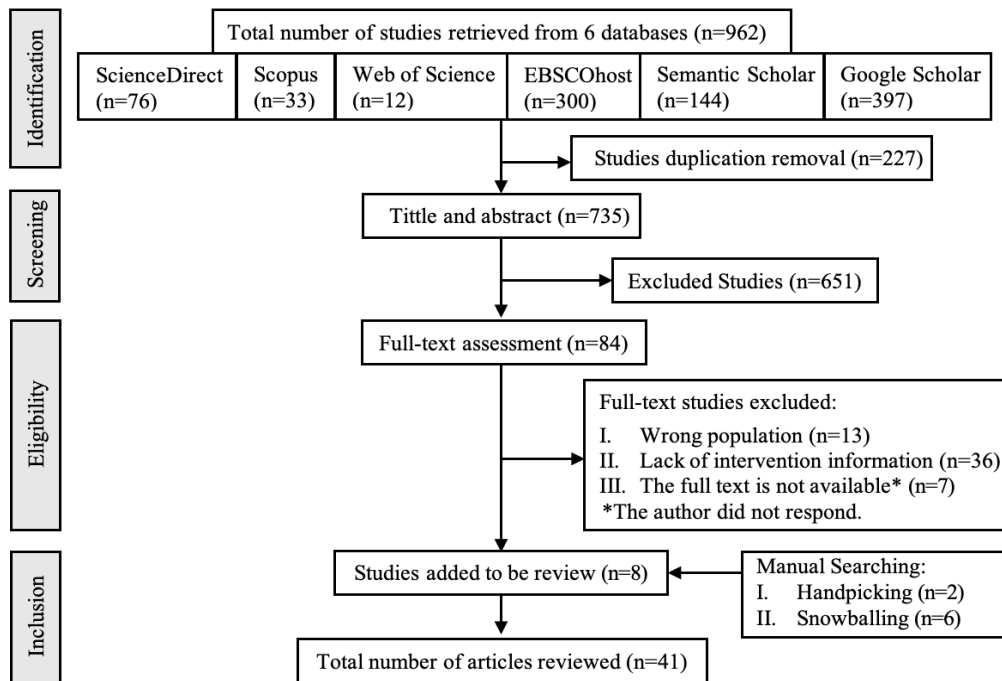 Identification
Total number of studies retrieved from 6 databases (n=962)
ScienceDirect
(n=76)
Scopus
(n=33)
Web of Science
(n=12)
EBSCOhost
(n=300)
Semantic Scholar
(n=144)
Google Scholar
(n=397)
Studies duplication removal (n=227)
Screening
Tittle and abstract (n=735)
Excluded Studies (n=651)
Eligibility
Full-text assessment (n=84)
Full-text studies excluded:
I. Wrong population (n=13)
II. Lack of intervention information (n=36)
III. The full text is not available* (n=7)
*The author did not respond.
Inclusion
Studies added to be review (n=8)
Manual Searching:
I. Handpicking (n=2)
II. Snowballing (n=6)
Total number of articles reviewed (n=41)